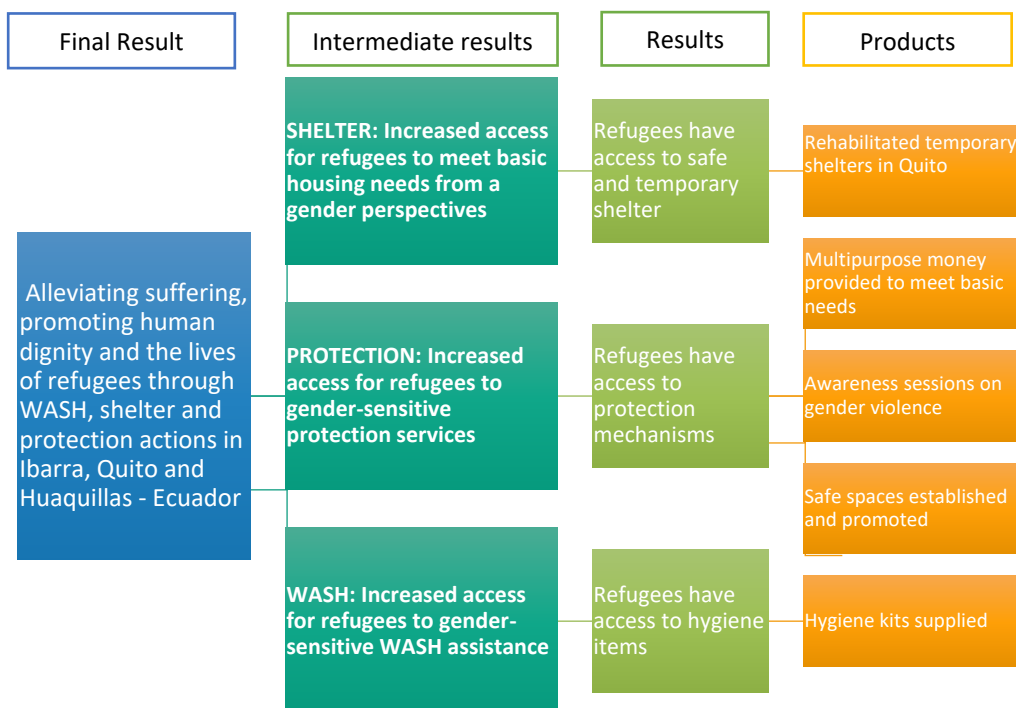 Final Result
Intermediate results
Results
Products
Alleviating suffering,
promoting human
dignity and the lives
of refugees through
WASH, shelter and
protection actions in
Ibarra, Quito and
Huaquillas - Ecuador
SHELTER: Increased access
for refugees to meet basic
housing needs from a
gender perspectives
Refugees have
access to safe
and temporary
shelter
Rehabilitated temporary
shelters in Quito
PROTECTION: Increased
access for refugees to
gender-sensitive
protection services
Refugees have
access to
protection
mechanisms
Multipurpose money
provided to meet basic
needs
Awareness sessions on
gender violence
Safe spaces established
and promoted
WASH: Increased access
for refugees to gender-
sensitive WASH assistance
Refugees have
access to hygiene
items
Hygiene kits supplied